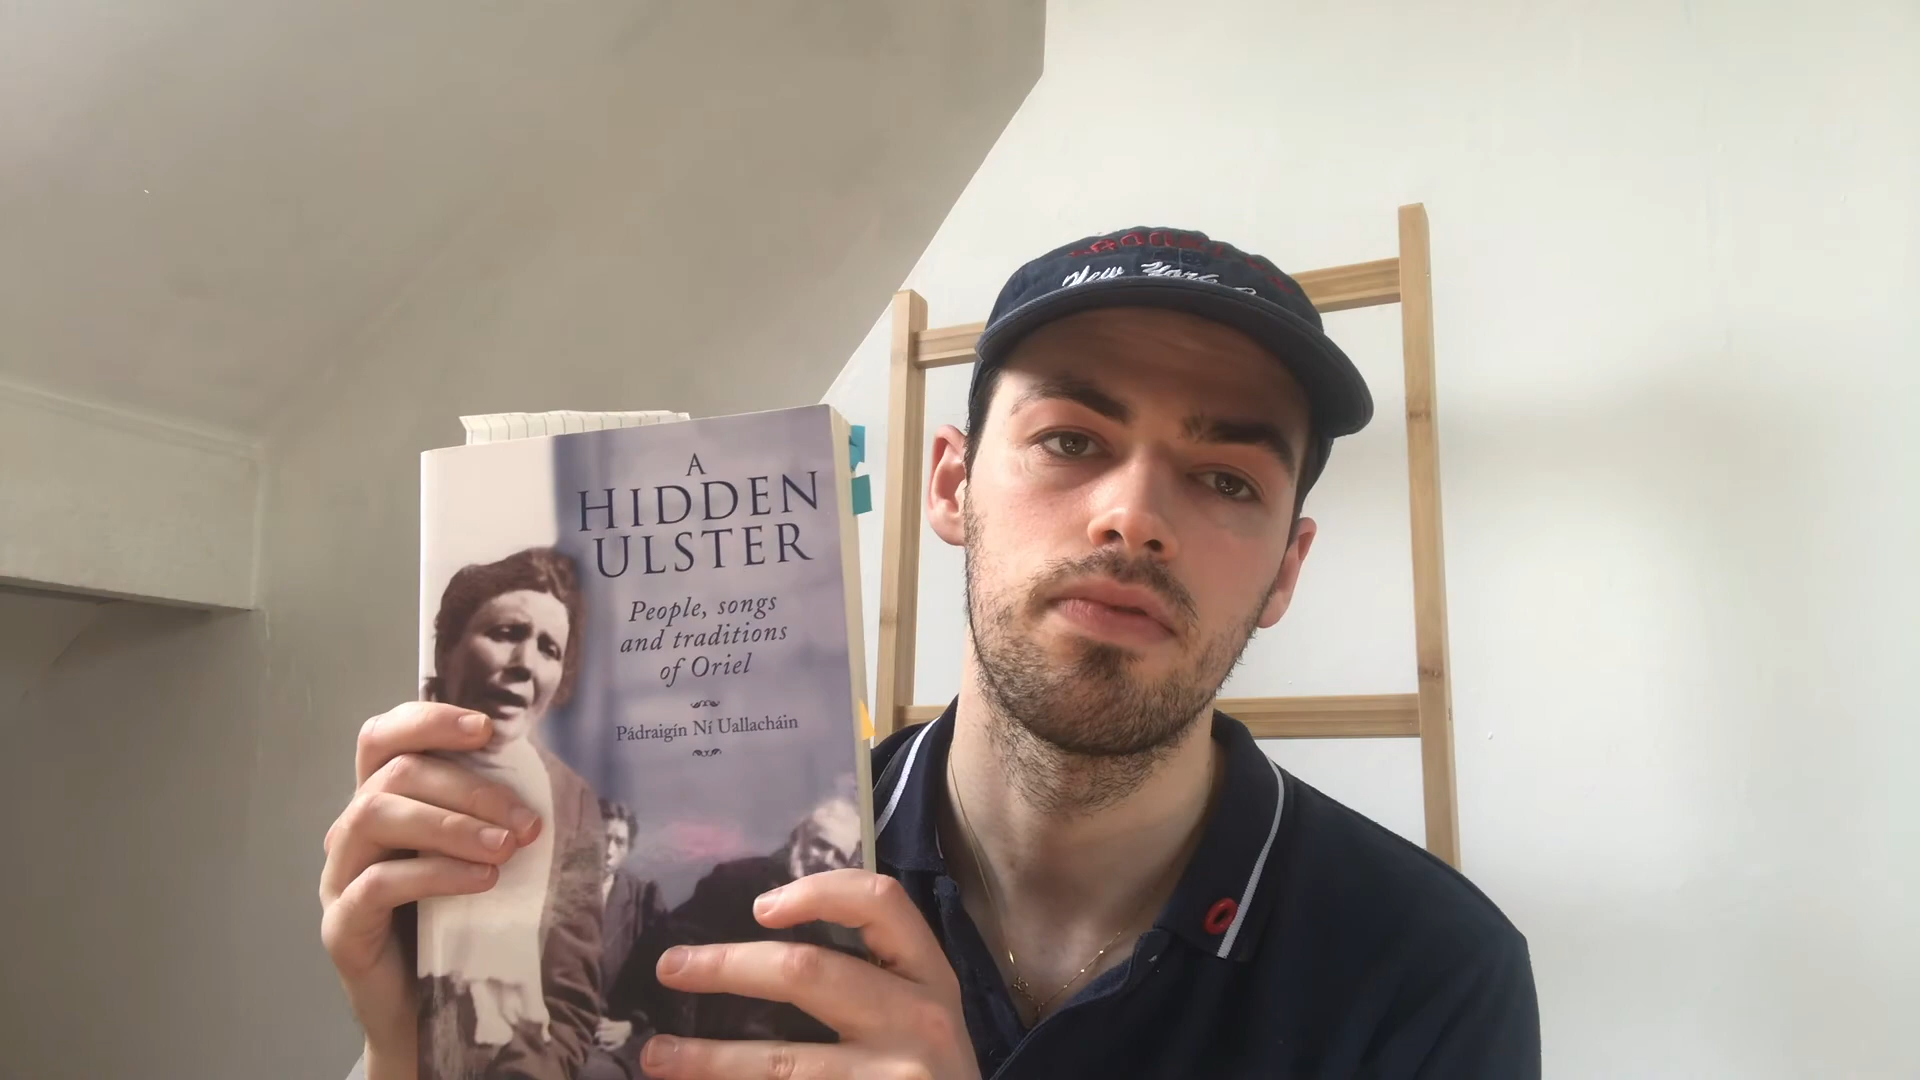 A
HIDDEN
ULSTER
People, songs
and traditions
of Oriel
Pádraigín Ní Uallacháin
New York